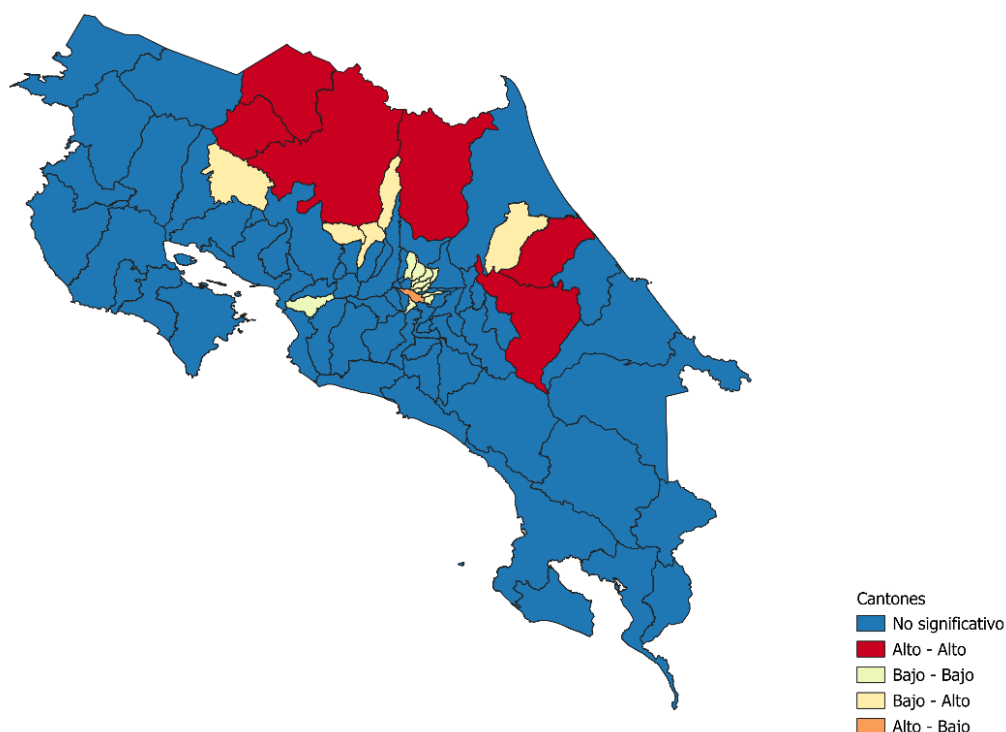 Cantones
No significativo
Alto - Alto
Bajo - Bajo
Bajo - Alto
Alto - Bajo